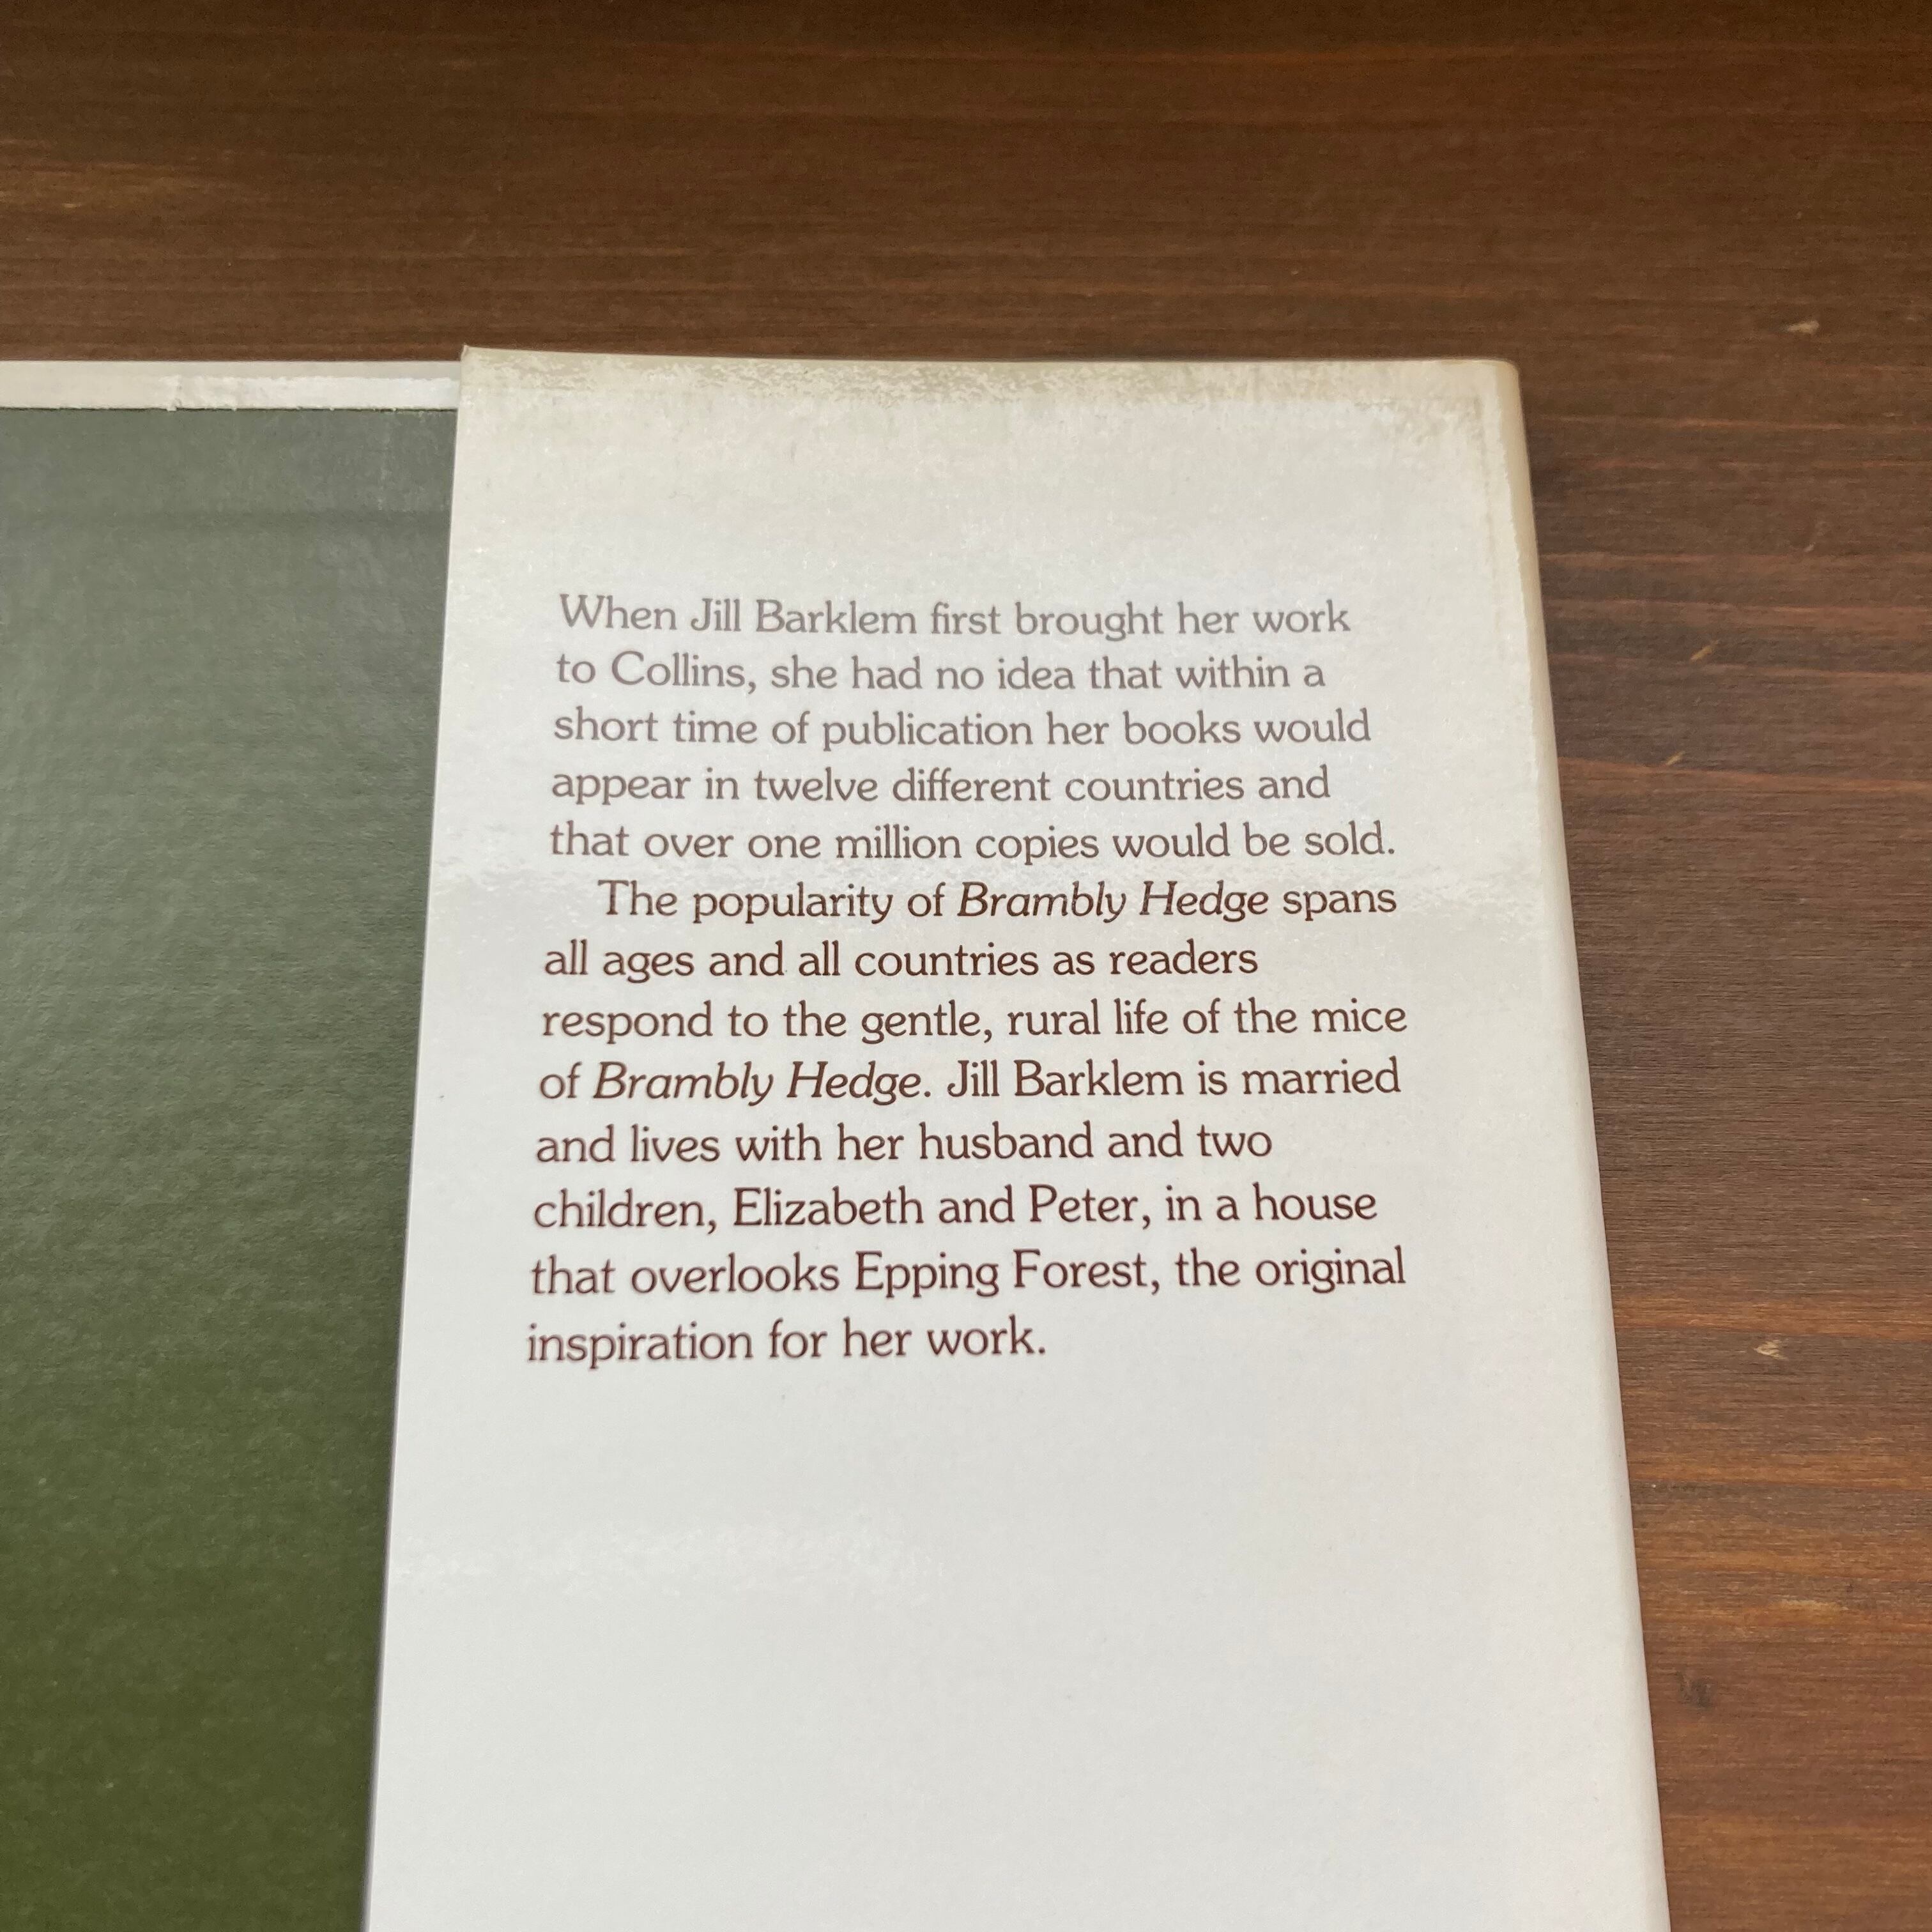 When Jill Barklem first brought her work
to Collins, she had no idea that within a
short time of publication her books would
appear in twelve different countries and
that over one million copies would be sold.
The popularity of Brambly Hedge spans
all ages and all countries as readers
respond to the gentle, rural life of the mice
of Brambly Hedge. Jill Barklem is married
and lives with her husband and two
children, Elizabeth and Peter, in a house
that overlooks Epping Forest, the original
inspiration for her work.